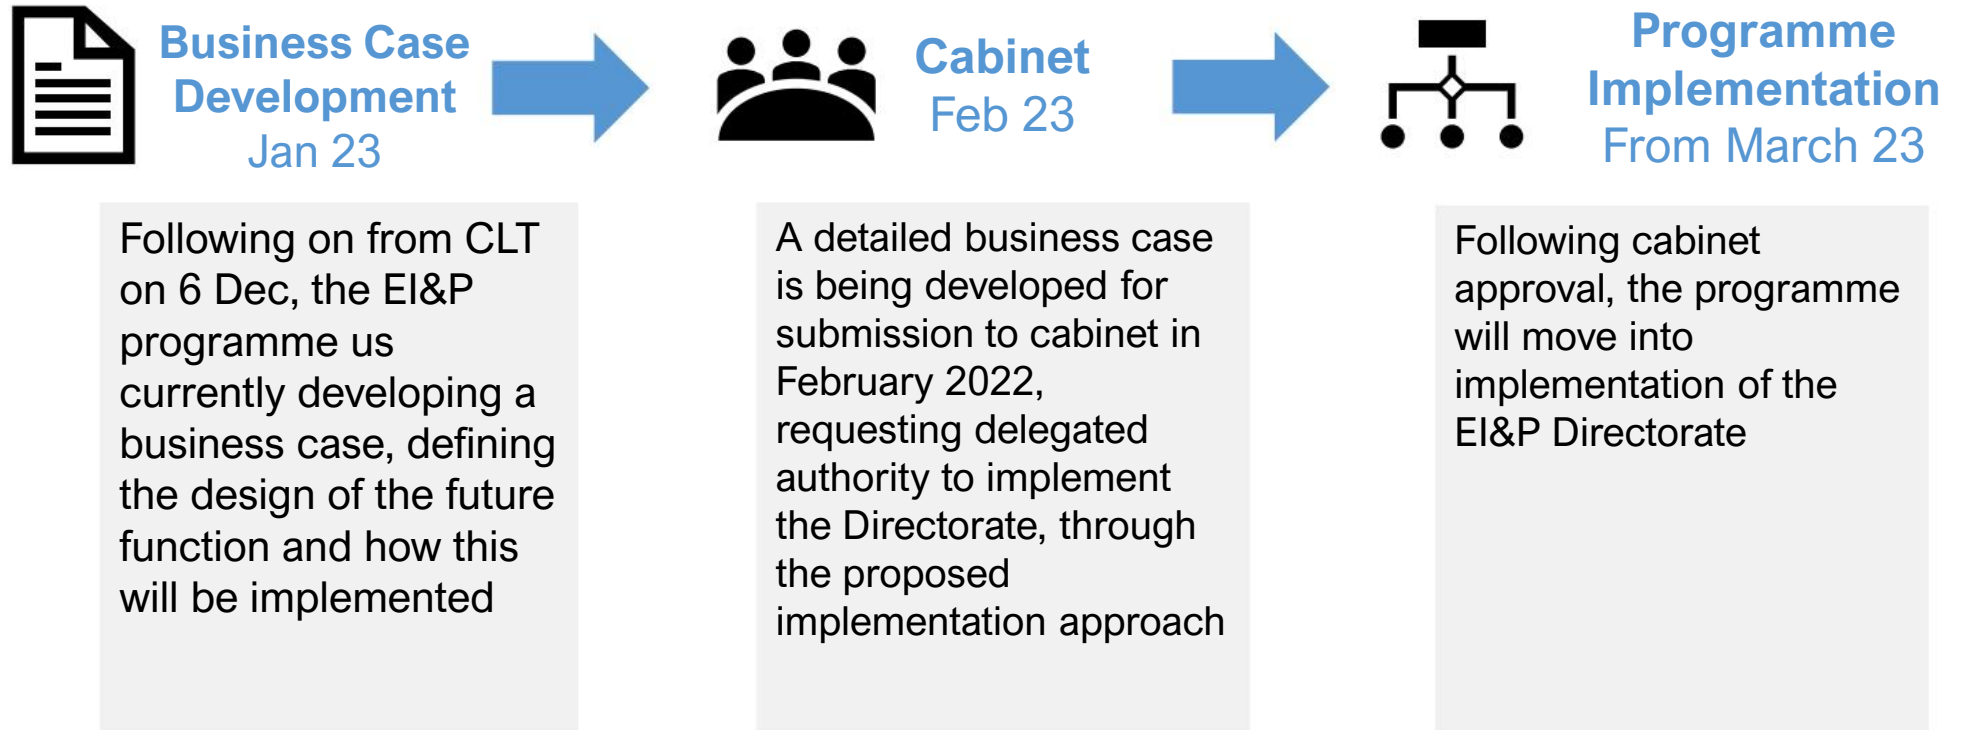 Business Case
Development
Jan 23
Cabinet
Feb 23
Programme
Implementation
From March 23
Following on from CLT
on 6 Dec, the EI&P
programme us
currently developing a
business case, defining
the design of the future
function and how this
will be implemented
A detailed business case
is being developed for
submission to cabinet in
February 2022,
requesting delegated
authority to implement
the Directorate, through
the proposed
implementation approach
Following cabinet
approval, the programme
will move into
implementation of the
EI&P Directorate